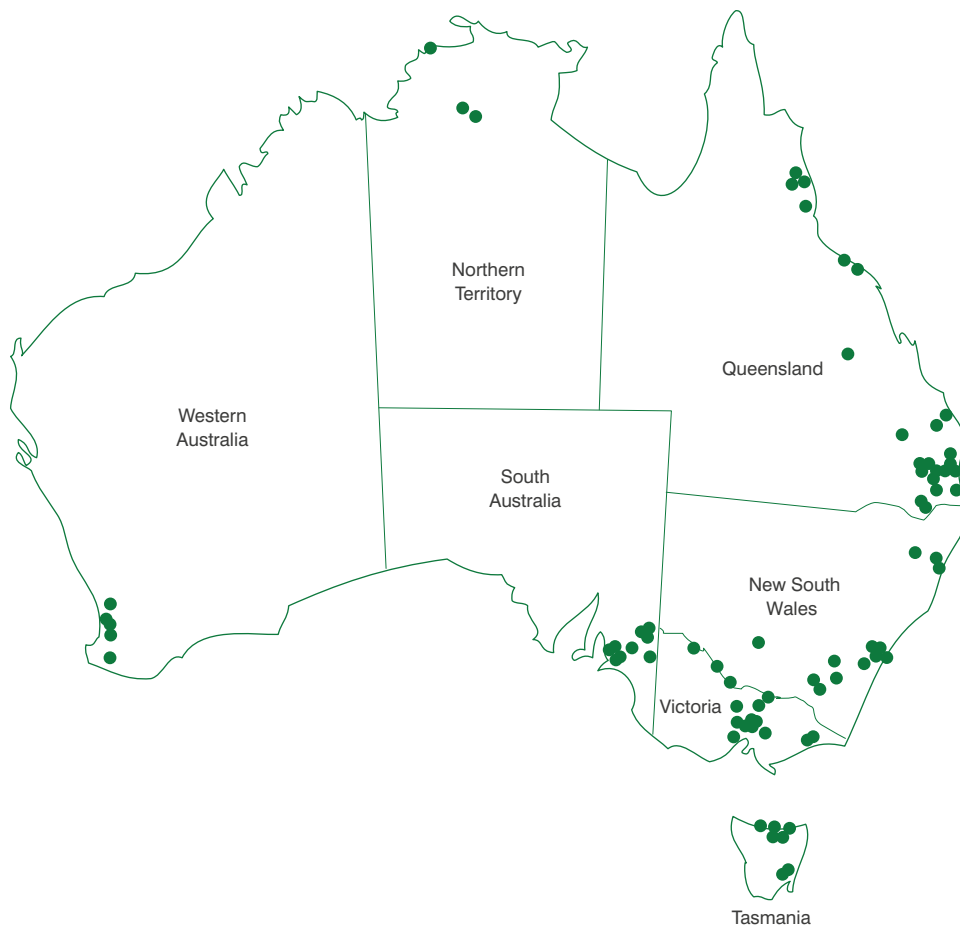 Northern
Territory
Queensland
Western
Australia
South
Australia
New South
Wales
Victoria
Tasmania